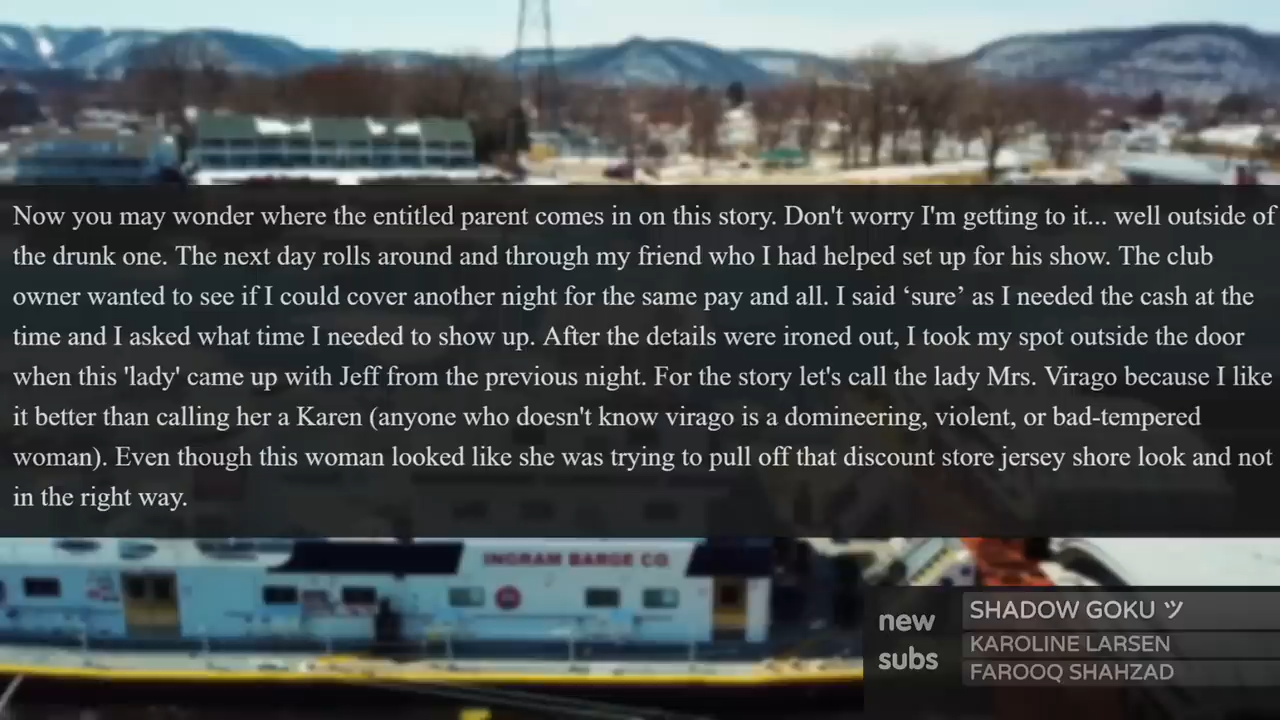 Now you may wonder where the entitled parent comes in on this story. Don't worry I'm getting to it... well outside of
the drunk one. The next day rolls around and through my friend who I had helped set up for his show. The club
owner wanted to see if I could cover another night for the same pay and all. I said ‘sure’ as I needed the cash at the
time and I asked what time I needed to show up. After the details were ironed out, I took my spot outside the door
when this 'lady' came up with Jeff from the previous night. For the story let's call the lady Mrs. Virago because I like
it better than calling her a Karen (anyone who doesn't know virago is a domineering, violent, or bad-tempered
woman). Even though this woman looked like she was trying to pull off that discount store jersey shore look and not
in the right way.
INGRAM BARGE CO
new
subs
SHADOW GOKU ツ
KAROLINE LARSEN
FAROOQ SHAHZAD